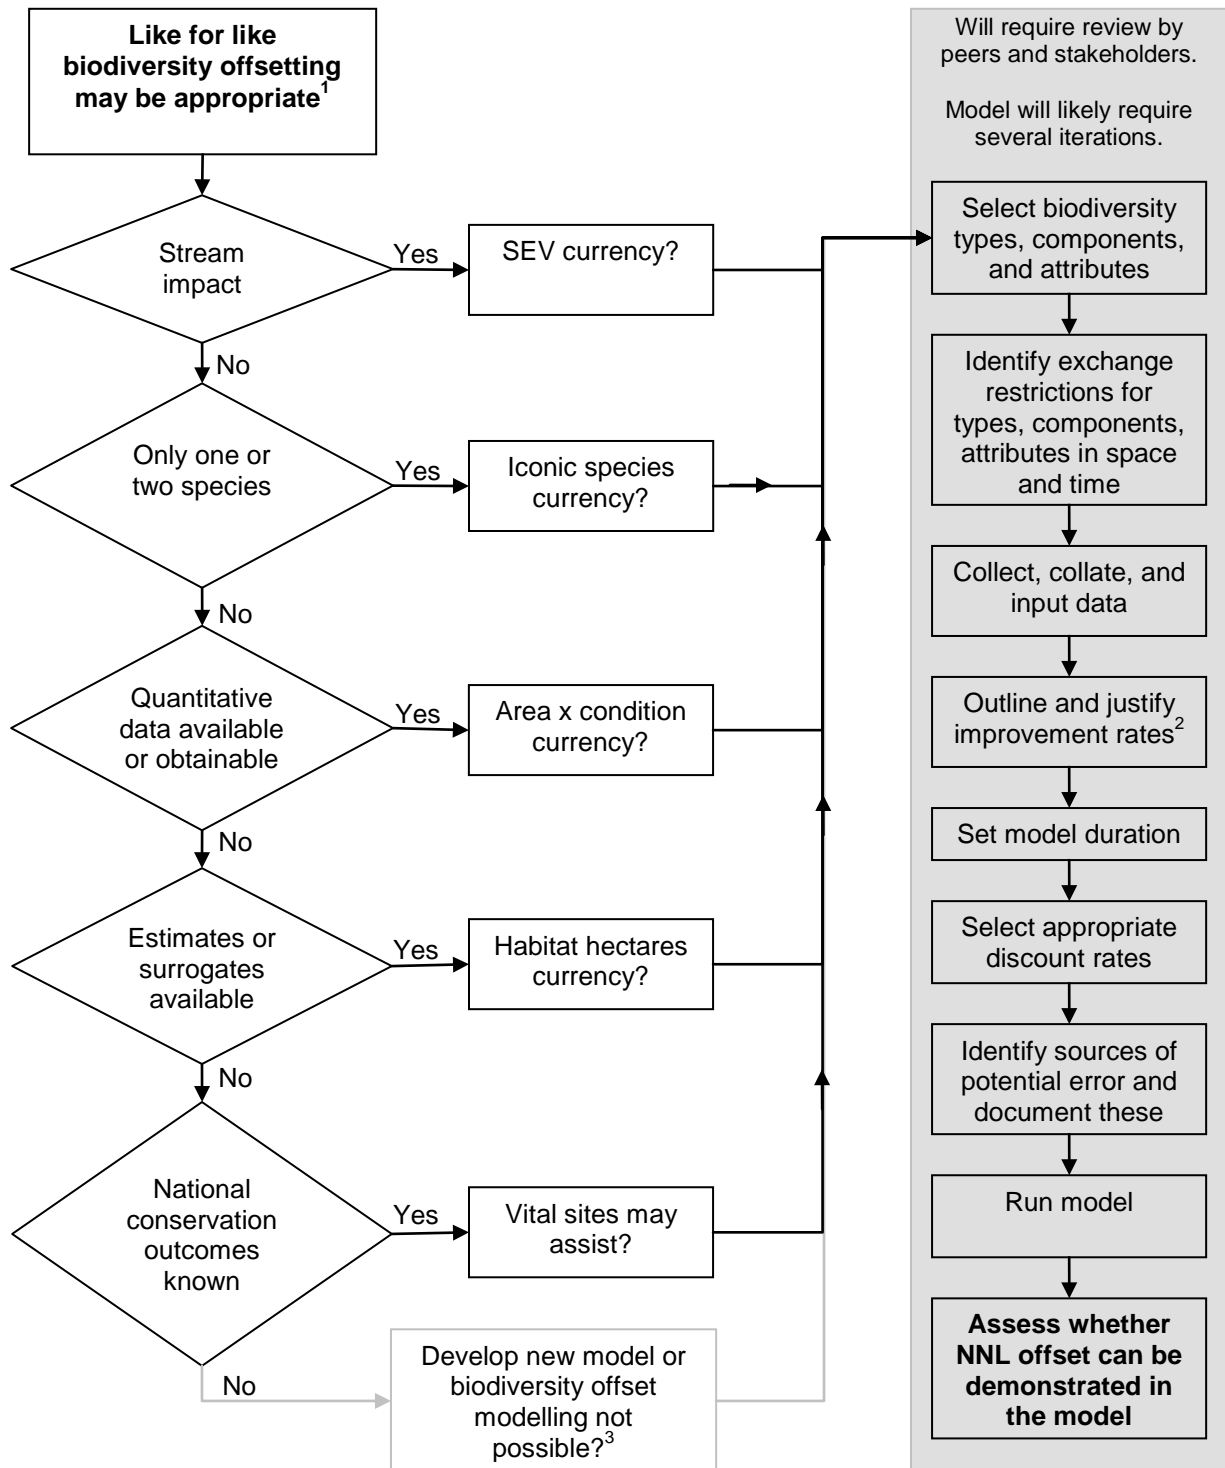 Like for like
biodiversity offsetting
may be appropriate1
Stream
impact
Yes
SEV currency?
No
Only one or
two species
Yes
Iconic species
currency?
No
Quantitative
data available
or obtainable
Yes
Area x condition
currency?
No
Estimates or
surrogates
available
Yes
Habitat hectares
currency?
No
National
conservation
outcomes
known
Yes
Vital sites may
assist?
No
Develop new model or
biodiversity offset
modelling not
possible?3
Will require review by
peers and stakeholders.
Model will likely require
several iterations.
Select biodiversity
types, components,
and attributes
Identify exchange
restrictions for
types, components,
attributes in space
and time
Collect, collate, and
input data
Outline and justify
improvement rates2
Set model duration
Select appropriate
discount rates
Identify sources of
potential error and
document these
Run model
Assess whether
NNL offset can be
demonstrated in
the model